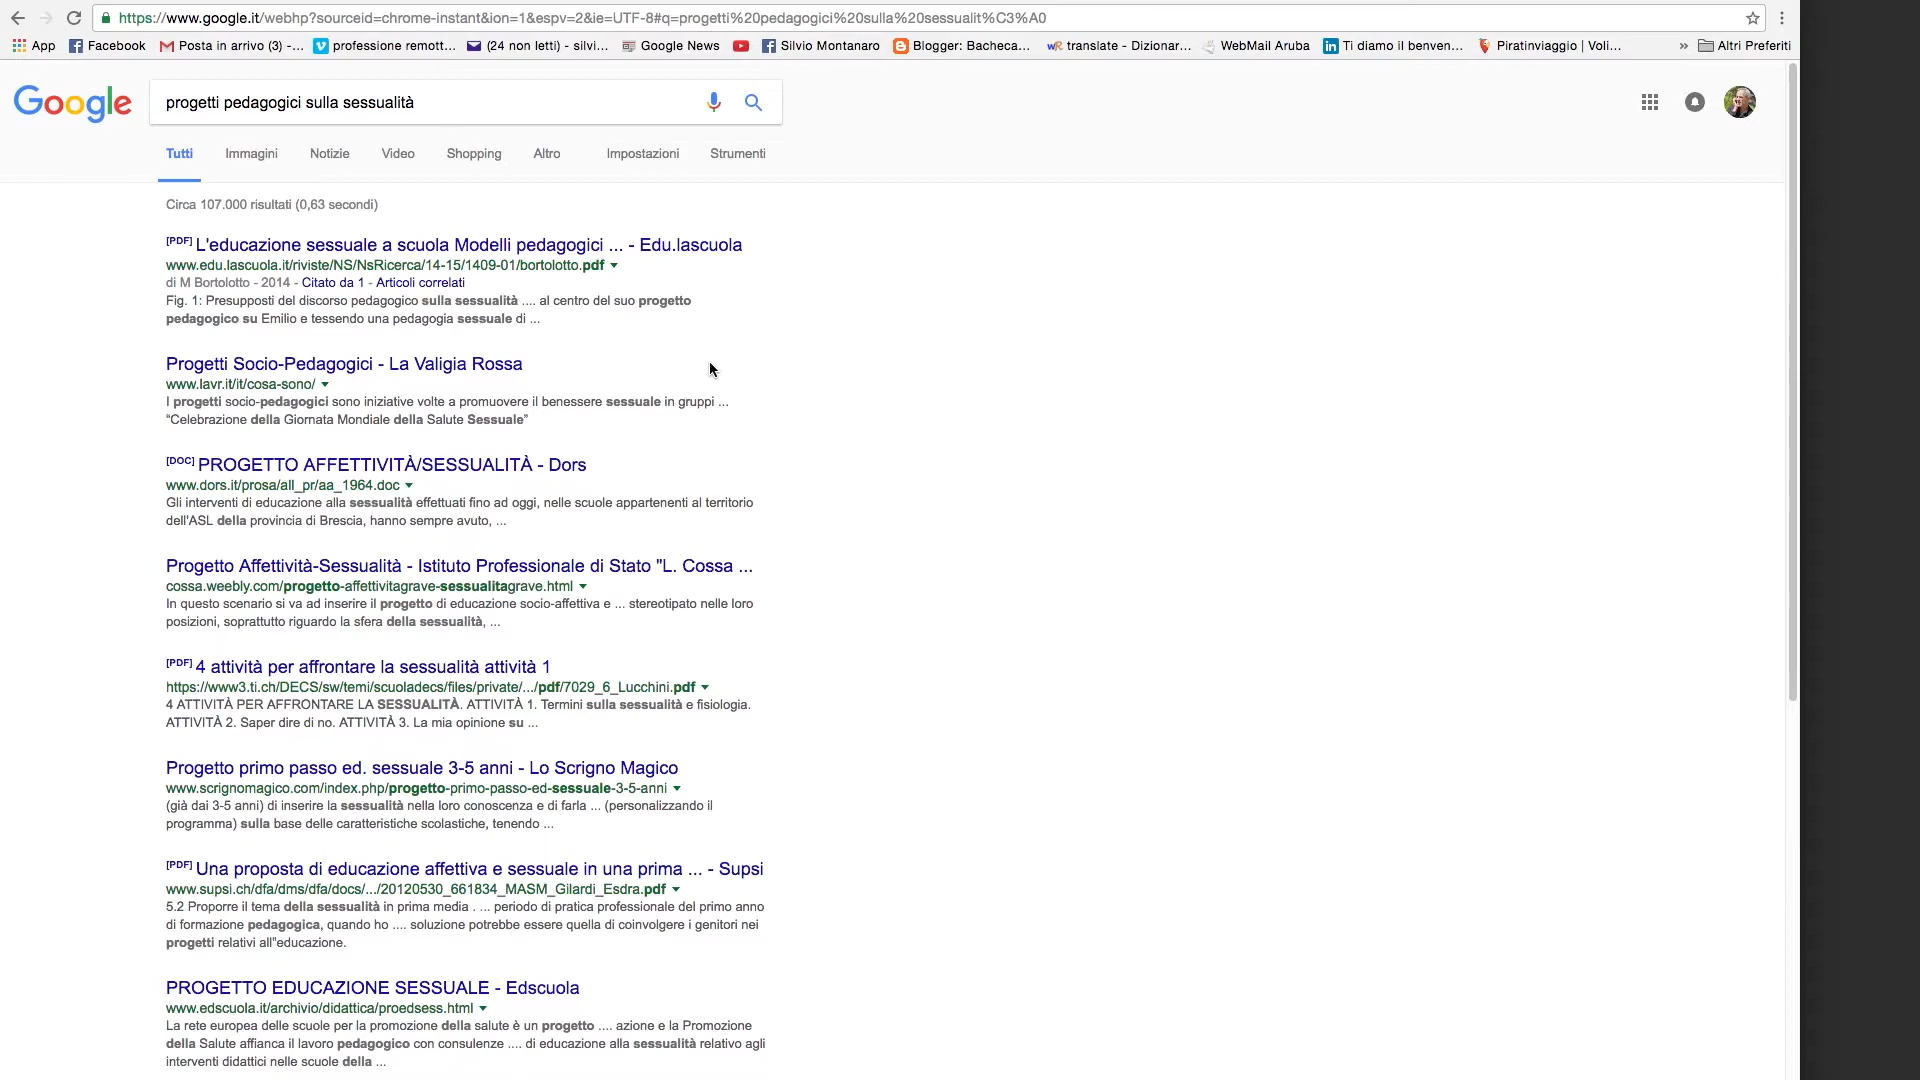 https://www.google.it/webhp?sourceid=chrome-instant&ion=1&espv=2&ie=UTF-8#q=progetti%20pedagogici%20sulla%20sessualit%C3%A0
App Facebook Posta in arrivo (3) -... professione remott... (24 non letti) - silvi... Google News Silvio Montanaro Blogger: Bacheca... translate - Dizionar... WebMail Aruba Ti diamo il benven... Piratinviaggio | Voli... » Altri Preferiti
Google progetti pedagogici sulla sessualità
Tutti Immagini Notizie Video Shopping Altro Impostazioni Strumenti
Circa 107.000 risultati (0,63 secondi)
[PDF] L'educazione sessuale a scuola Modelli pedagogici ... - Edu.lascuola
www.edu.lascuola.it/riviste/NS/NsRicerca/14-15/1409-01/bortolotto.pdf
di M Bortolotto - 2014 - Citato da 1 - Articoli correlati
Fig. 1: Presupposti del discorso pedagogico sulla sessualità .... al centro del suo progetto
pedagogico su Emilio e tessendo una pedagogia sessuale di ...
Progetti Socio-Pedagogici - La Valigia Rossa
www.lavr.it/it/cosa-sono/
I progetti socio-pedagogici sono iniziative volte a promuovere il benessere sessuale in gruppi ...
“Celebrazione della Giornata Mondiale della Salute Sessuale”
[DOC] PROGETTO AFFETTIVITÀ/SESSUALITÀ - Dors
www.dors.it/prosa/all_pr/aa_1964.doc
Gli interventi di educazione alla sessualità effettuati fino ad oggi, nelle scuole appartenenti al territorio
dell'ASL della provincia di Brescia, hanno sempre avuto, ...
Progetto Affettività-Sessualità - Istituto Professionale di Stato "L. Cossa ...
cossa.weebly.com/progetto-affettivitagrave-sessualitagrave.html
In questo scenario si va ad inserire il progetto di educazione socio-affettiva e ... stereotipato nelle loro
posizioni, soprattutto riguardo la sfera della sessualità, ...
[PDF] 4 attività per affrontare la sessualità attività 1
https://www3.ti.ch/DECS/sw/temi/scuoladecs/files/private/.../pdf/7029_6_Lucchini.pdf
4 ATTIVITÀ PER AFFRONTARE LA SESSUALITÀ. ATTIVITÀ 1. Termini sulla sessualità e fisiologia.
ATTIVITÀ 2. Saper dire di no. ATTIVITÀ 3. La mia opinione su ...
Progetto primo passo ed. sessuale 3-5 anni - Lo Scrigno Magico
www.scrignomagico.com/index.php/progetto-primo-passo-ed-sessuale-3-5-anni
(già dai 3-5 anni) di inserire la sessualità nella loro conoscenza e di farla ... (personalizzando il
programma) sulla base delle caratteristiche scolastiche, tenendo ...
[PDF] Una proposta di educazione affettiva e sessuale in una prima ... - Supsi
www.supsi.ch/dfa/dms/dfa/docs/.../20120530_661834_MASM_Gilardi_Esdra.pdf
5.2 Proporre il tema della sessualità in prima media . ... periodo di pratica professionale del primo anno
di formazione pedagogica, quando ho .... soluzione potrebbe essere quella di coinvolgere i genitori nei
progetti relativi all"educazione.
PROGETTO EDUCAZIONE SESSUALE - Edscuola
www.edscuola.it/archivio/didattica/proedsess.html
La rete europea delle scuole per la promozione della salute è un progetto .... azione e la Promozione
della Salute affianca il lavoro pedagogico con consulenze .... di educazione alla sessualità relativo agli
interventi didattici nelle scuole della ...